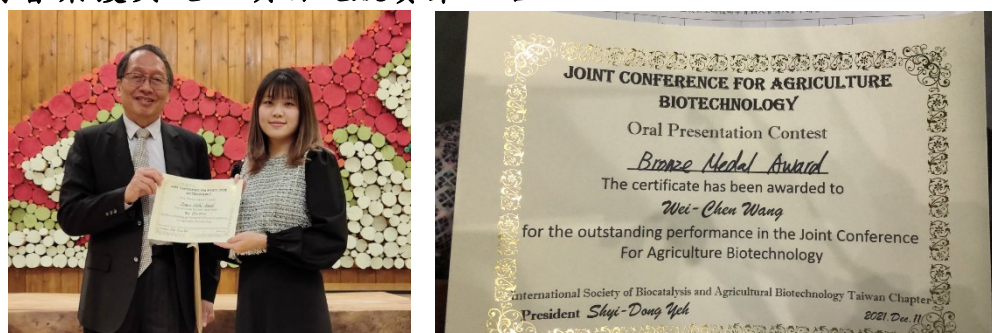 JOINT CONFERENCE FOR AGRICULTURE
BIOTECHNOLOGY
Oral Presentation Contest
Bronze Medal Award
The certificate has been awarded to
Wei-Chen Wang
for the outstanding performance in the Joint Conference
For Agriculture Biotechnology
International Society of Biocatalysis and Agricultural Biotechnology Taiwan Chapter
President Shyi-Dong Yeh
2021.Dec.11